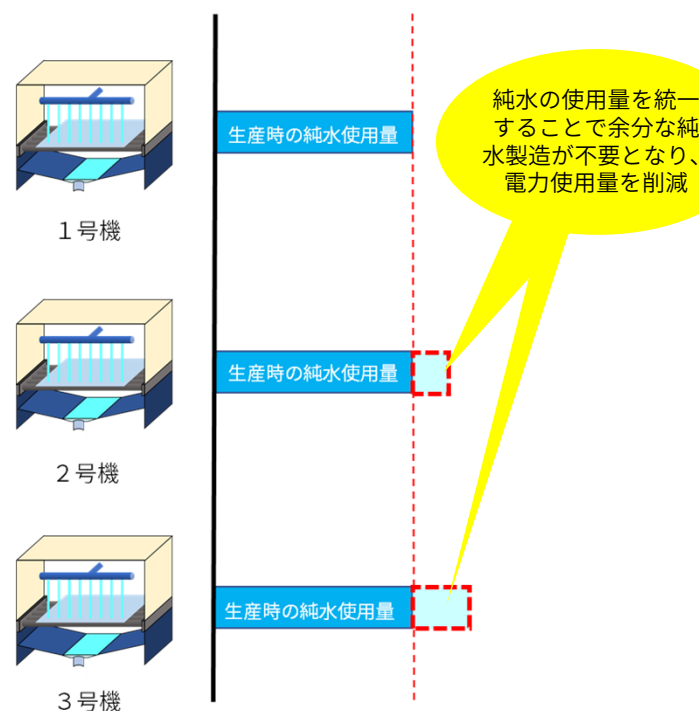 純水の使用量を統一
することで余分な純
水製造が不要となり、
電力使用量を削減
生産時の純水使用量
１号機
生産時の純水使用量
２号機
生産時の純水使用量
３号機